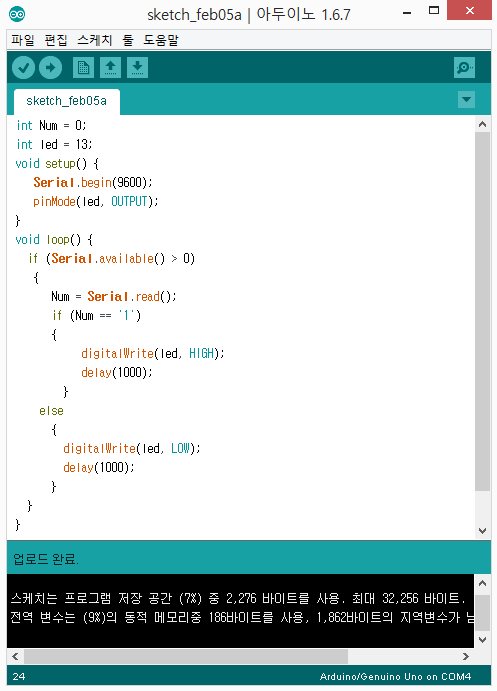 sketch_feb05a | 아두이노 1.6.7
파일 편집 스케치 툴 도움말
sketch_feb05a
int Num = 0;
int led = 13;
void setup() {
Serial.begin(9600);
pinMode(led, OUTPUT);
}
void loop() {
if (Serial.available() > 0)
{
Num = Serial.read();
if (Num == '1')
{
digitalWrite(led, HIGH);
delay(1000);
}
else
{
digitalWrite(led, LOW);
delay(1000);
}
}
}
업로드 완료.
스케치는 프로그램 저장 공간 (7%) 중 2,276 바이트를 사용. 최대 32,256 바이트.
전역 변수는 (9%)의 동적 메모리중 186바이트를 사용, 1,862바이트의 지역변수가
24
Arduino/Genuino Uno on COM4